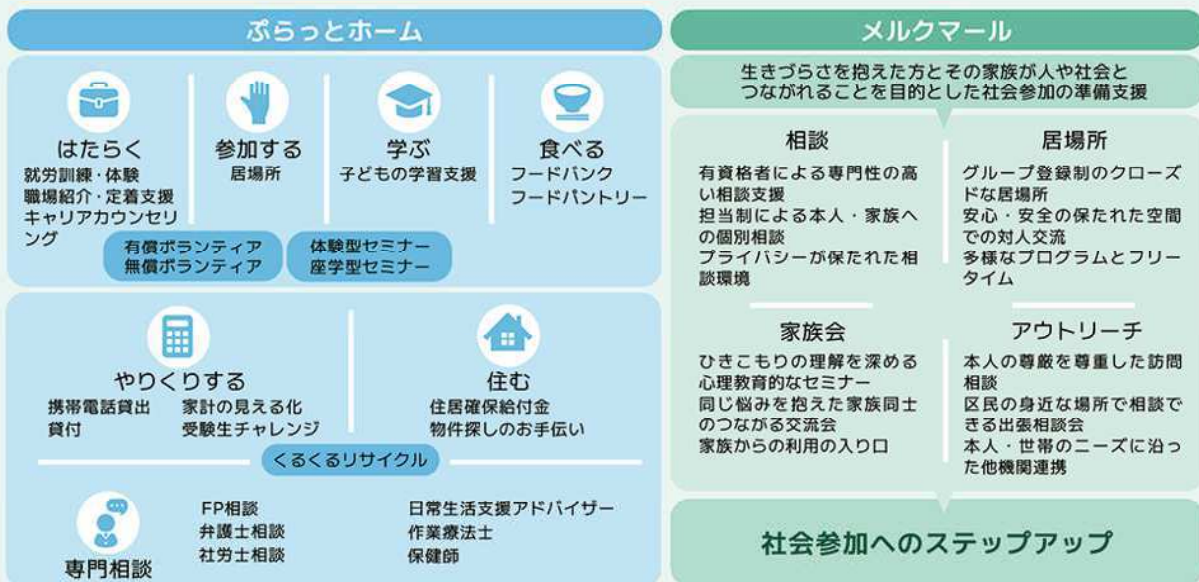 ぷらっとホーム
はたらく
就労訓練・体験
職場紹介・定着支援
キャリアカウンセリ
ング
参加する
居場所
学ぶ
子どもの学習支援
食べる
フードバンク
フードパントリー
有償ボランティア
無償ボランティア
体験型セミナー
座学型セミナー
やりくりする
携帯電話貸出
貸付
家計の見える化
受験生チャレンジ
住む
住居確保給付金
物件探しのお手伝い
くるくるリサイクル
専門相談
FP相談
弁護士相談
社労士相談
日常生活支援アドバイザー
作業療法士
保健師
メルクマール
生きづらさを抱えた方とその家族が人や社会と
つながれることを目的とした社会参加の準備支援
相談
有資格者による専門性の高
い相談支援
担当制による本人・家族へ
の個別相談
プライバシーが保たれた相
談環境
居場所
グループ登録制のクローズ
ドな居場所
安心・安全の保たれた空間
での対人交流
多様なプログラムとフリー
タイム
家族会
ひきこもりの理解を深める
心理教育的なセミナー
同じ悩みを抱えた家族同士
のつながる交流会
家族からの利用の入り口
アウトリーチ
本人の尊厳を尊重した訪問
相談
区民の身近な場所で相談で
きる出張相談会
本人・世帯のニーズに沿っ
た他機関連携
社会参加へのステップアップ